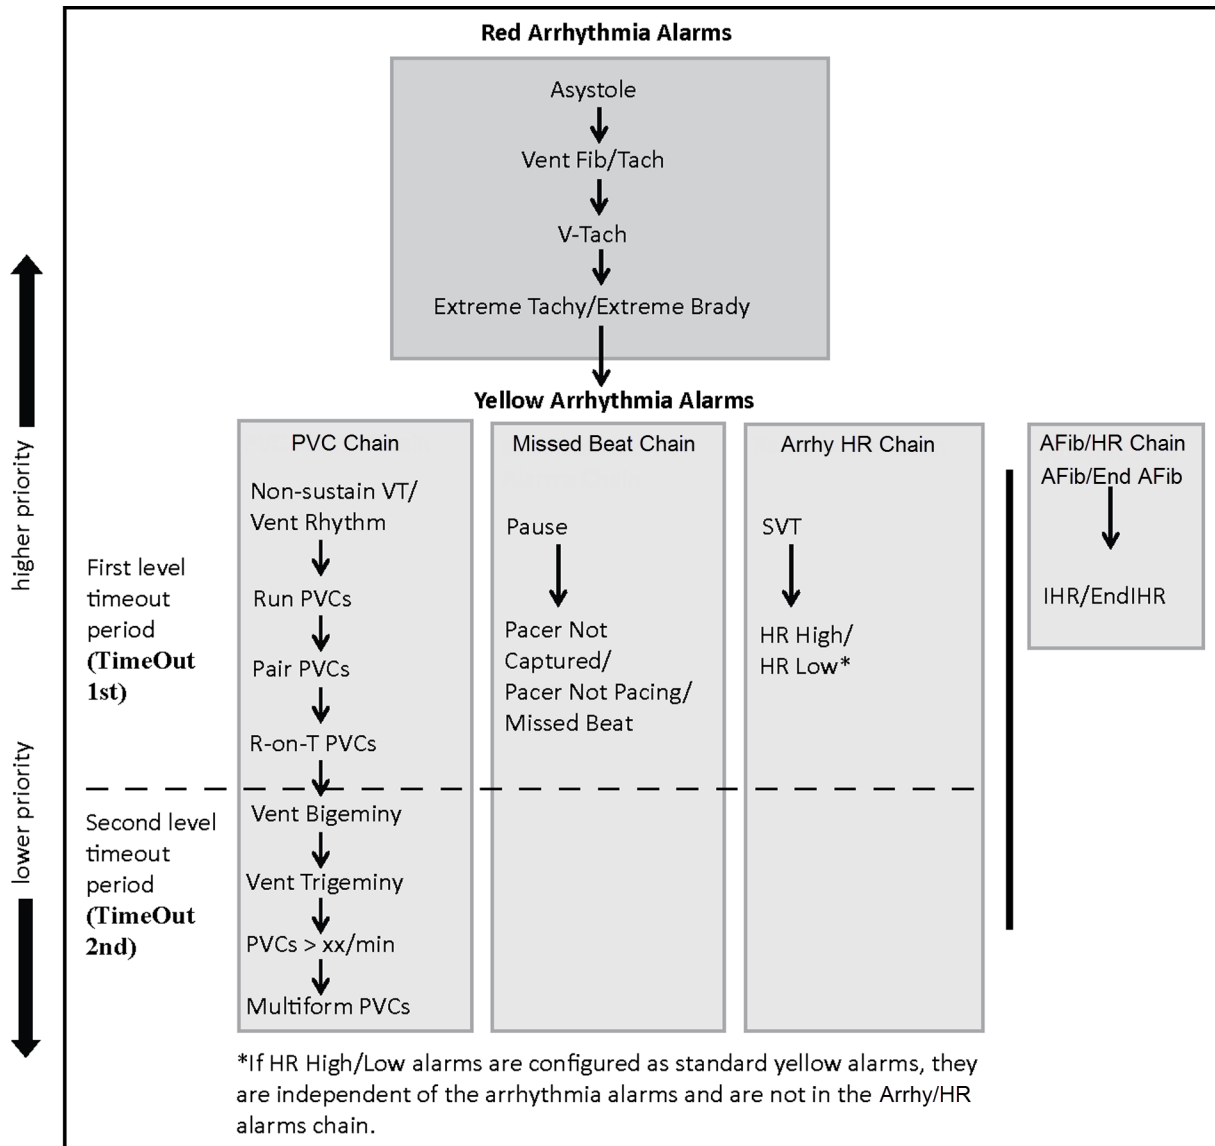 Red Arrhythmia Alarms
Asystole
Vent Fib/Tach
V-Tach
Extreme Tachy/Extreme Brady
Yellow Arrhythmia Alarms
higher priority
lower priority
First level
timeout
period
(TimeOut
1st)
Second level
timeout
period
(TimeOut
2nd)
PVC Chain
Non-sustain VT/
Vent Rhythm
Run PVCs
Pair PVCs
R-on-T PVCs
Vent Bigeminy
Vent Trigeminy
PVCs > xx/min
Multiform PVCs
Missed Beat Chain
Pause
Pacer Not
Captured/
Pacer Not Pacing/
Missed Beat
Arrhy HR Chain
SVT
HR High/
HR Low*
AFib/HR Chain
AFib/End AFib
IHR/EndIHR
*If HR High/Low alarms are configured as standard yellow alarms, they
are independent of the arrhythmia alarms and are not in the Arrhy/HR
alarms chain.